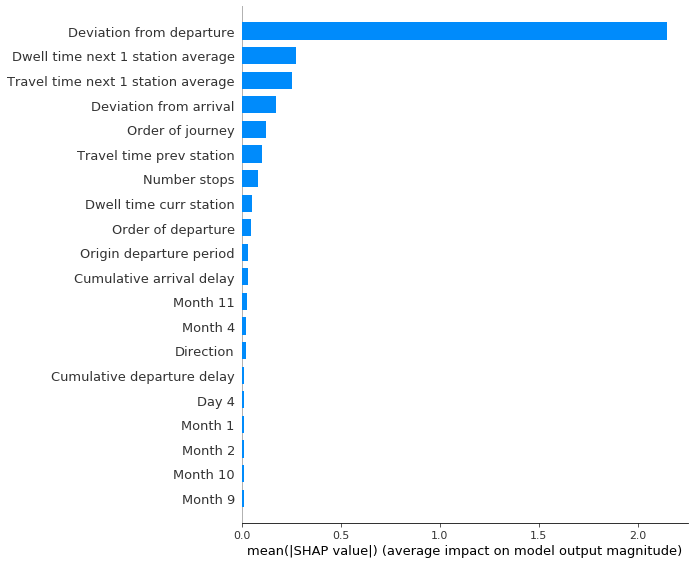 Deviation from departure
Dwell time next 1 station average
Travel time next 1 station average
Deviation from arrival
Order of journey
Travel time prev station
Number stops
Dwell time curr station
Order of departure
Origin departure period
Cumulative arrival delay
Month 11
Month 4
Direction
Cumulative departure delay
Day 4
Month 1
Month 2
Month 10
Month 9
0.0 0.5 1.0 1.5 2.0
mean(|SHAP value|) (average impact on model output magnitude)